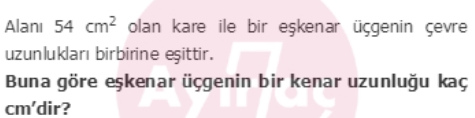 Alanı 54 cm² olan kare ile bir eşkenar üçgenin çevre
uzunlukları birbirine eşittir.
Buna göre eşkenar üçgenin bir kenar uzunluğu kaç
cm'dir?